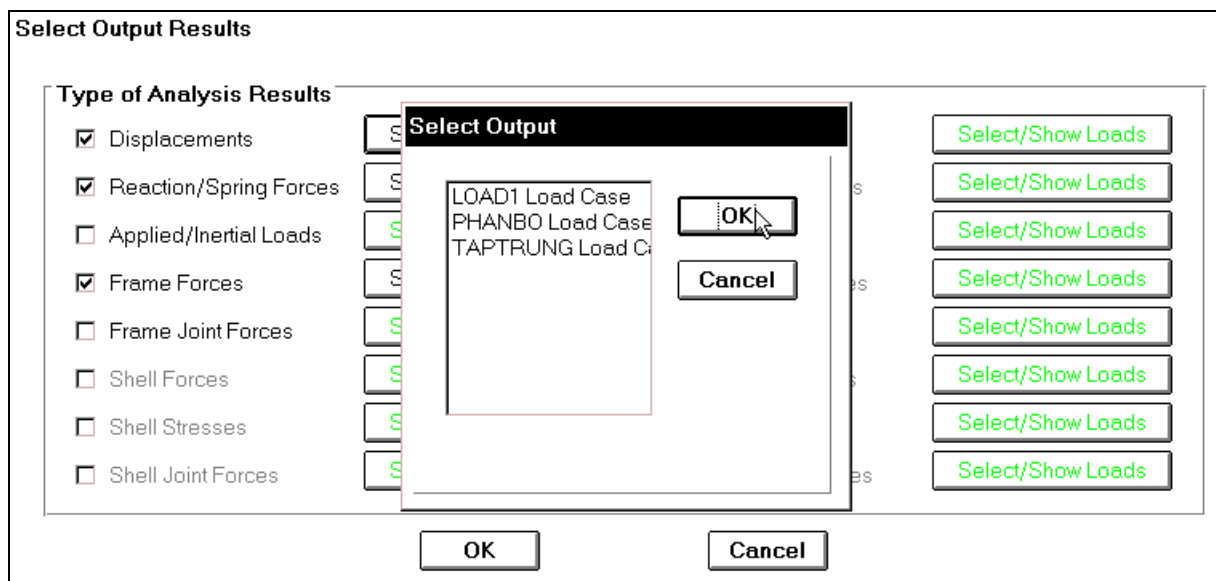 Select Output Results
Type of Analysis Results
Displacements
Select/Show Loads
Reaction/Spring Forces
Select/Show Loads
Applied/Inertial Loads
Select/Show Loads
Frame Forces
Select/Show Loads
Frame Joint Forces
Select/Show Loads
Shell Forces
Select/Show Loads
Shell Stresses
Select/Show Loads
Shell Joint Forces
Select/Show Loads
Select Output
LOAD1 Load Case
PHANBO Load Case
TAPTRUNG Load
OK
Cancel
OK
Cancel